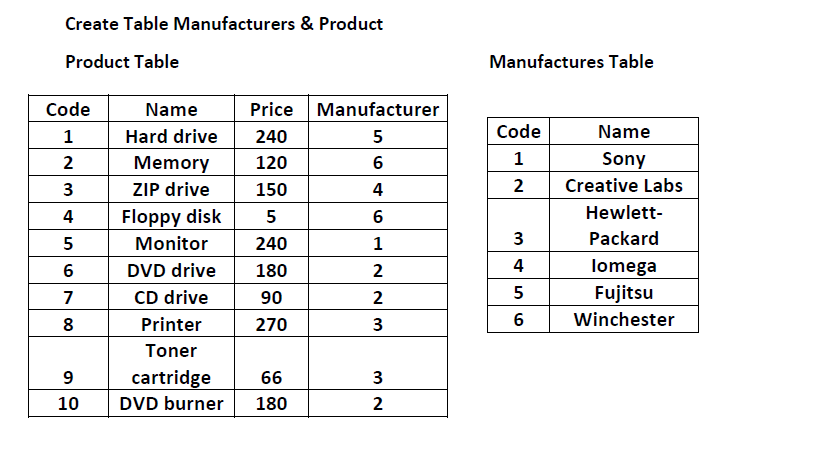 Create Table Manufacturers & Product
Product Table
Code Name Price Manufacturer
1 Hard drive 240 5
2 Memory 120 6
3 ZIP drive 150 4
4 Floppy disk 5 6
5 Monitor 240 1
6 DVD drive 180 2
7 CD drive 90 2
8 Printer 270 3
Toner
9 cartridge 66 3
10 DVD burner 180 2
Manufactures Table
Code Name
1 Sony
2 Creative Labs
Hewlett-
3 Packard
4 Iomega
5 Fujitsu
6 Winchester